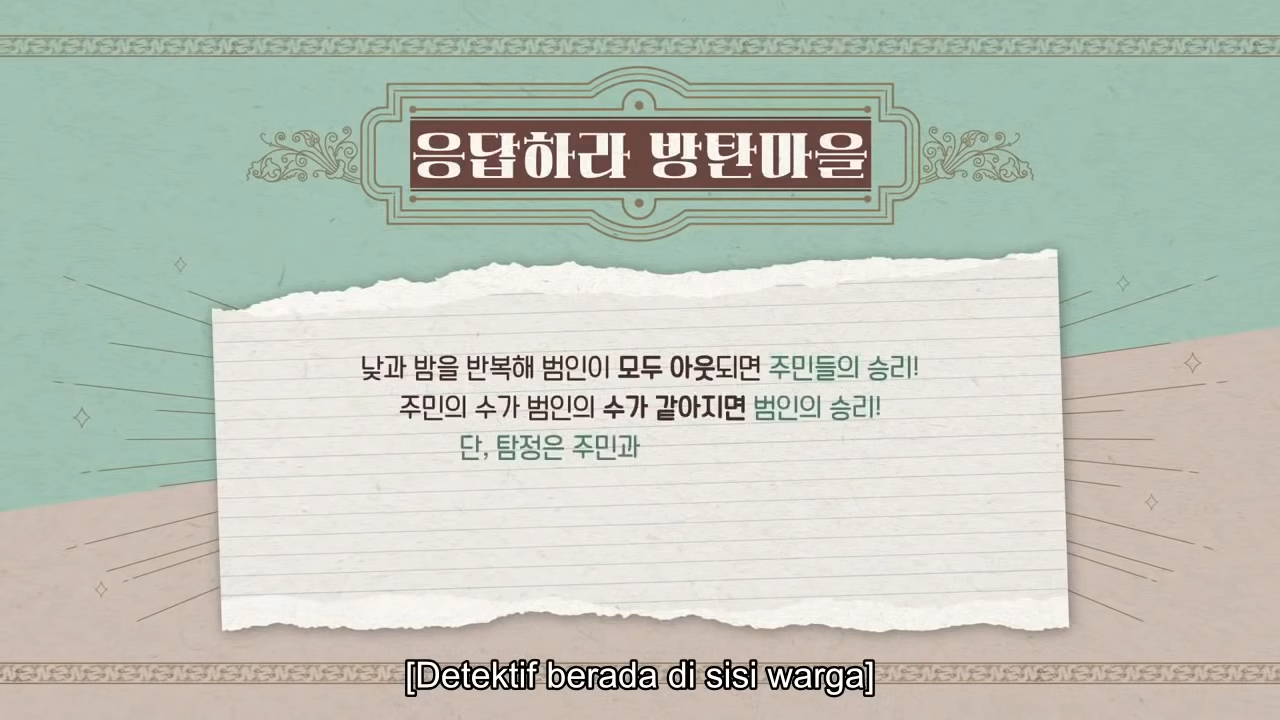 응답하라 방탄마을
낮과 밤을 반복해 범인이 모두 아웃되면 주민들의 승리!
주민의 수가 범인의 수가 같아지면 범인의 승리!
단, 탐정은 주민과
[Detektif berada di sisi warga]